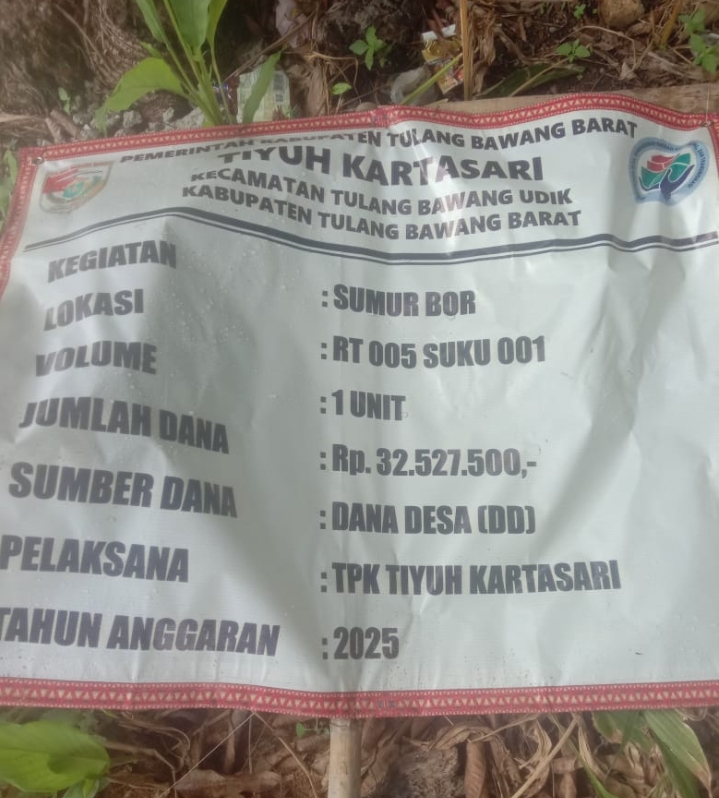 PEMERINTAH KABUPATEN TULANG BAWANG BARAT
TIYUH KARTASARI
KECAMATAN TULANG BAWANG UDIK
KABUPATEN TULANG BAWANG BARAT
KEGIATAN : SUMUR BOR
LOKASI : RT 005 SUKU 001
VOLUME : 1 UNIT
JUMLAH DANA : Rp. 32.527.500,-
SUMBER DANA : DANA DESA (DD)
PELAKSANA : TPK TIYUH KARTASARI
TAHUN ANGGARAN : 2025